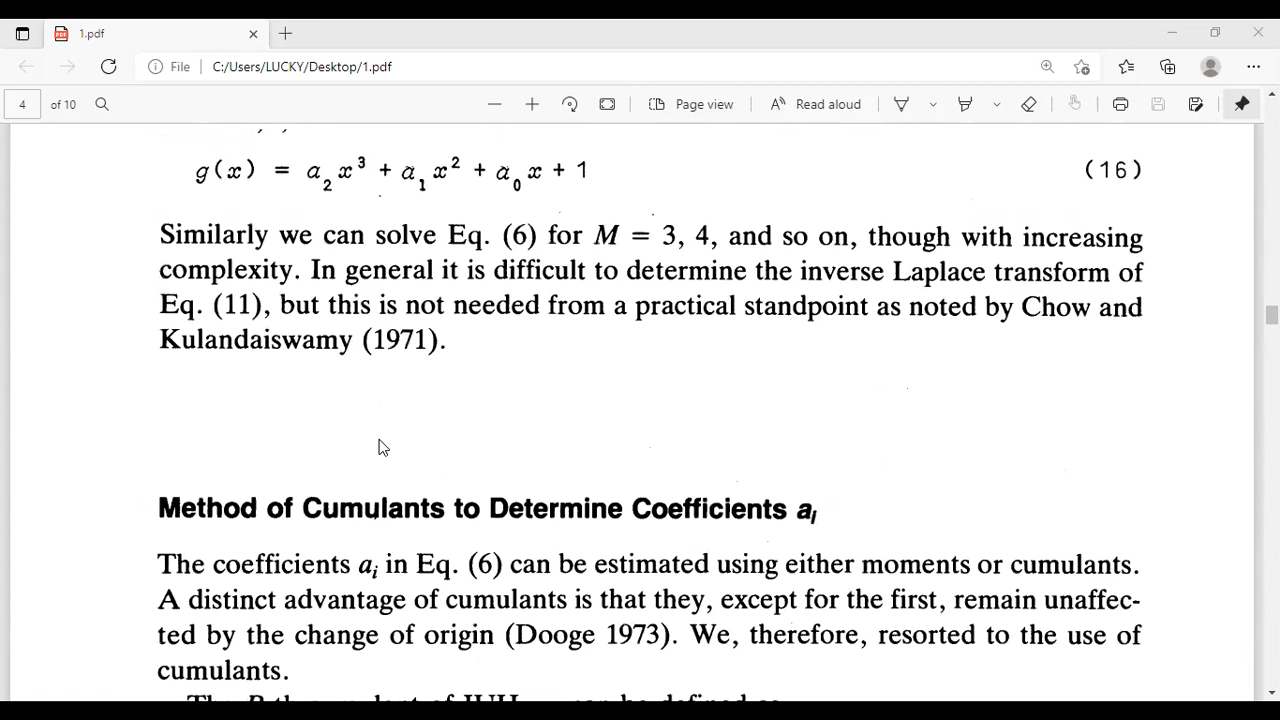 1.pdf
File
C:/Users/LUCKY/Desktop/1.pdf
4 of 10
Page view
Read aloud
g(x) = a₂x³ + a₁x² + a₀x + 1 (16)
Similarly we can solve Eq. (6) for M = 3, 4, and so on, though with increasing
complexity. In general it is difficult to determine the inverse Laplace transform of
Eq. (11), but this is not needed from a practical standpoint as noted by Chow and
Kulandaiswamy (1971).
Method of Cumulants to Determine Coefficients aᵢ
The coefficients aᵢ in Eq. (6) can be estimated using either moments or cumulants.
A distinct advantage of cumulants is that they, except for the first, remain unaffec-
ted by the change of origin (Dooge 1973). We, therefore, resorted to the use of
cumulants.